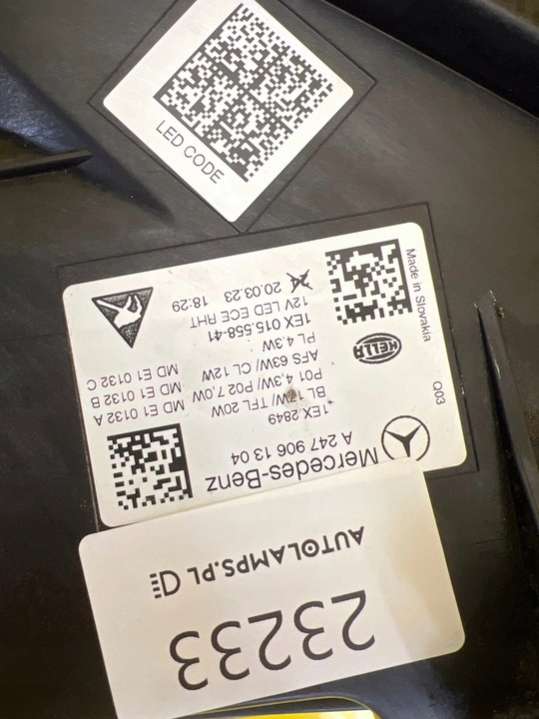 LED CODE
Mercedes-Benz
A 247 906 13 04
1EX 2849
BL 17W/ TFL 20W
P01 4,3W/ P02 7,0W
AFS 63W/ CL 12W
PL 4,3W
1EX 015.558-41
12V LED ECE RHT
20.03.23 18:29
MD E1 0132 A
MD E1 0132 B
MD E1 0132 C
HELLA
Made in Slovakia
Q03
AUTOLAMPS.PL
23233